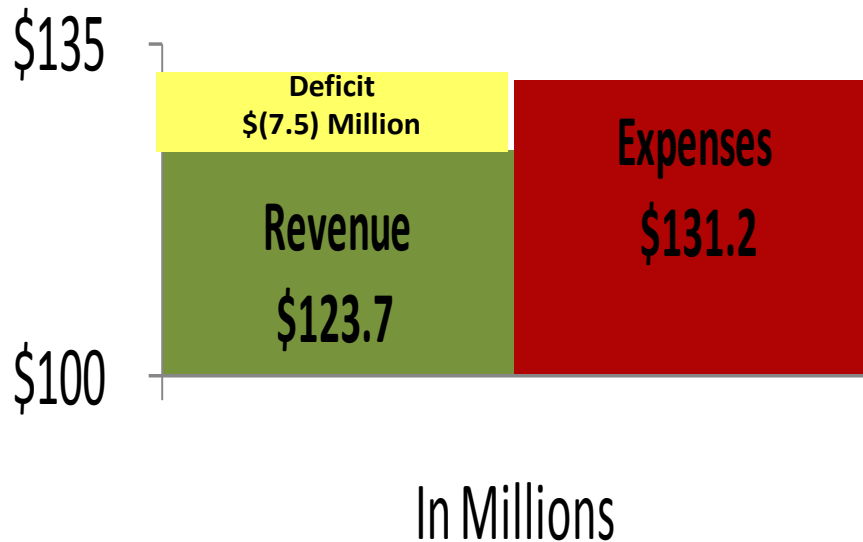 $135
Deficit
$(7.5) Million
Expenses
$131.2
Revenue
$123.7
$100
In Millions